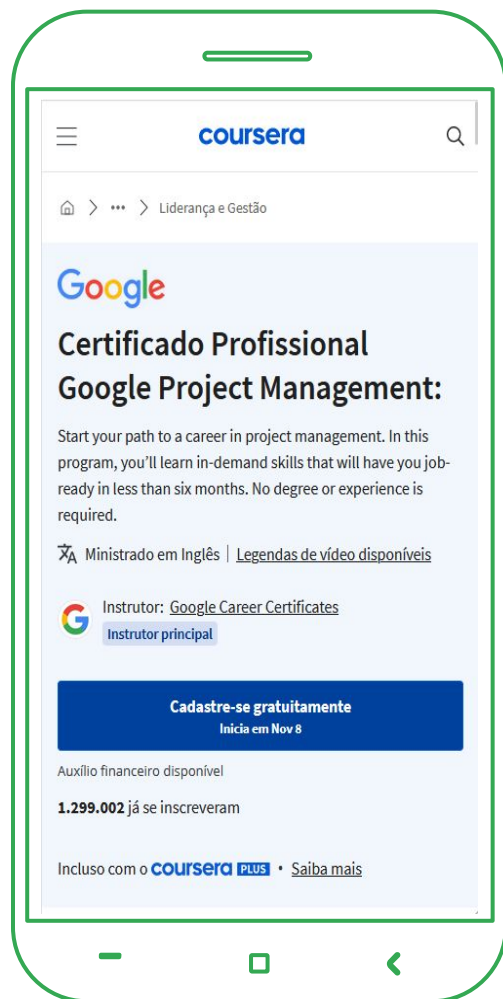 coursera
••• Liderança e Gestão
Google
Certificado Profissional
Google Project Management:
Start your path to a career in project management. In this
program, you’ll learn in-demand skills that will have you job-
ready in less than six months. No degree or experience is
required.
Ministrado em Inglês | Legendas de vídeo disponíveis
Instrutor: Google Career Certificates
Instrutor principal
Cadastre-se gratuitamente
Inicia em Nov 8
Auxílio financeiro disponível
1.299.002 já se inscreveram
Incluso com o coursera PLUS • Saiba mais